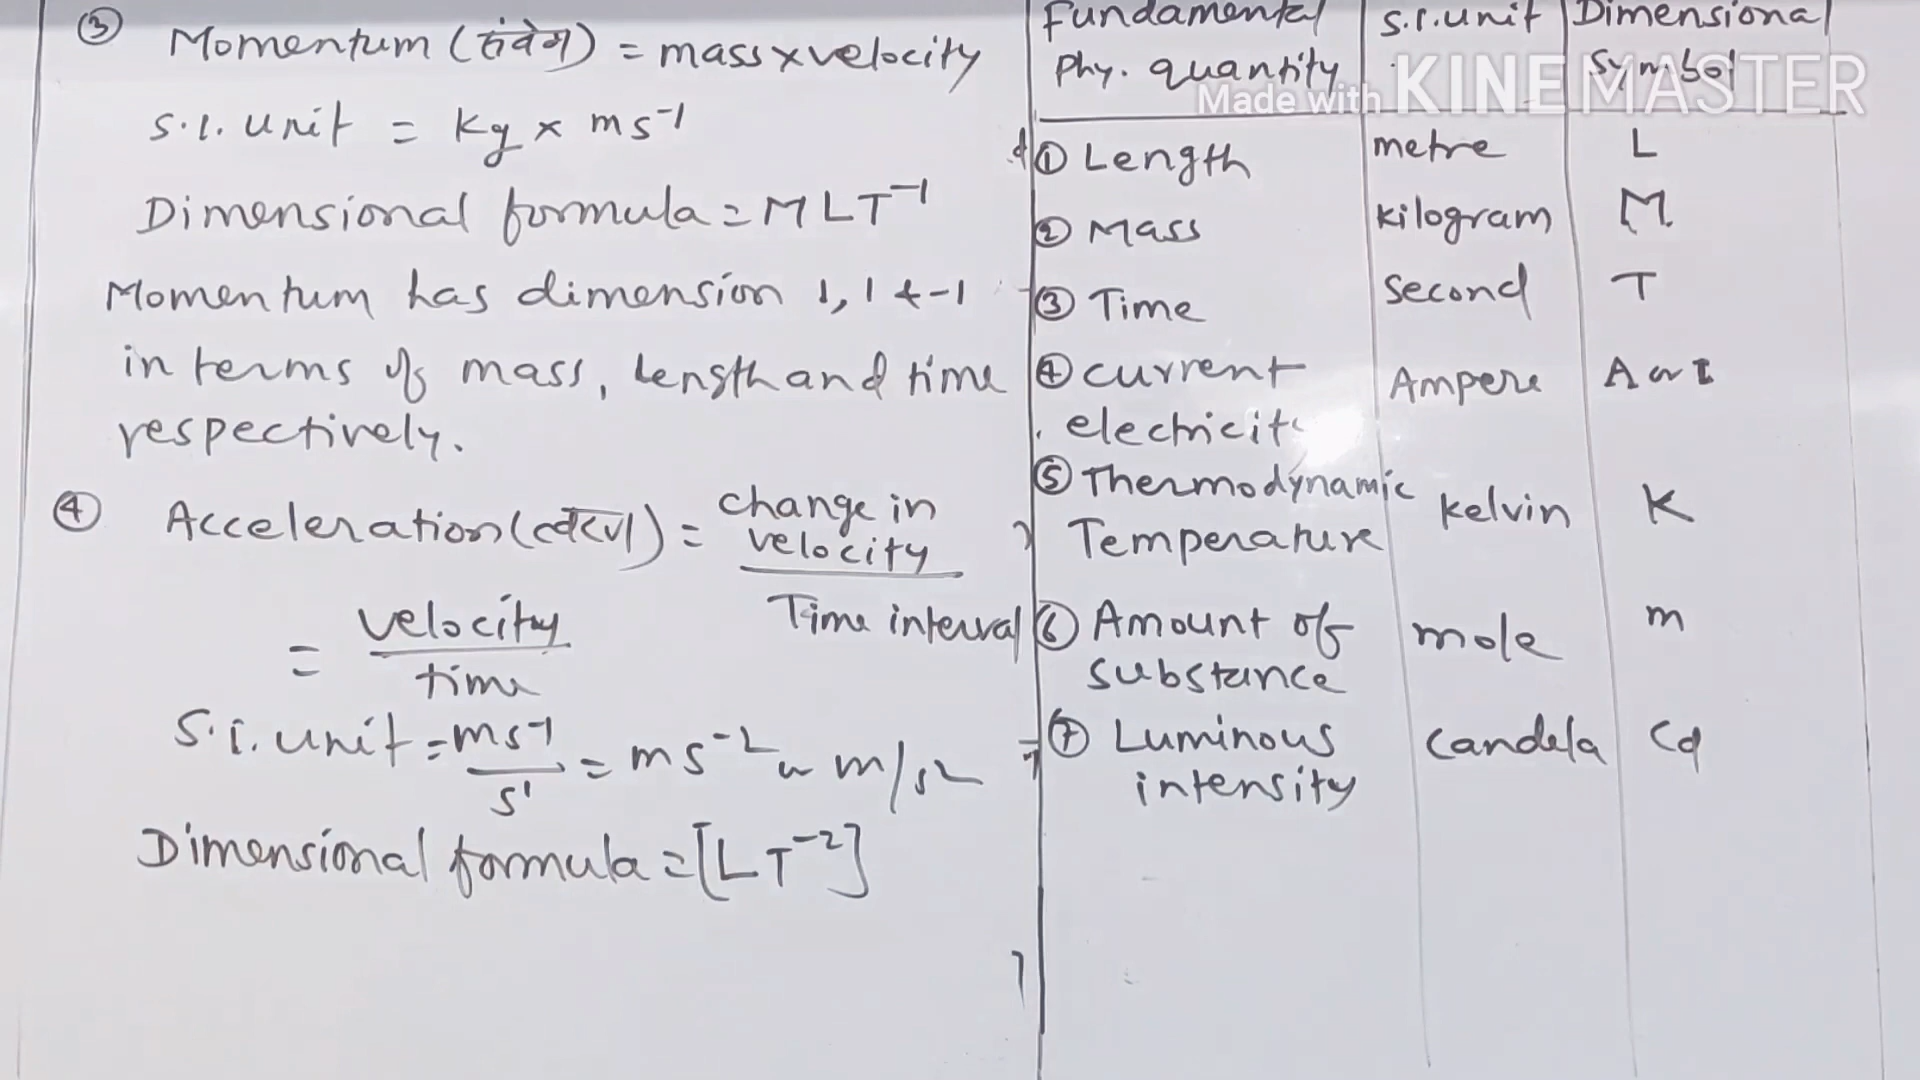 ③ Momentum (संवेग) = mass x velocity
S.I. unit = Kg x ms⁻¹
Dimensional formula = M L T⁻¹
Momentum has dimension 1, 1 & -1
in terms of mass, length and time
respectively.
④ Acceleration (त्वरण) = change in
velocity
Time interval
= velocity
time
S.I. unit = ms⁻¹
s¹
= ms⁻² or m/s²
Dimensional formula = [L T⁻²]
Fundamental | S.I. unit | Dimensional
Phy. quantity | Symbol
Made with KINEMASTER
① Length | metre | L
② Mass | kilogram | M
③ Time | second | T
④ current | Ampere | A or I
electricity
⑤ Thermodynamic | kelvin | K
Temperature
⑥ Amount of | mole | m
substance
⑦ Luminous | candela | Cd
intensity